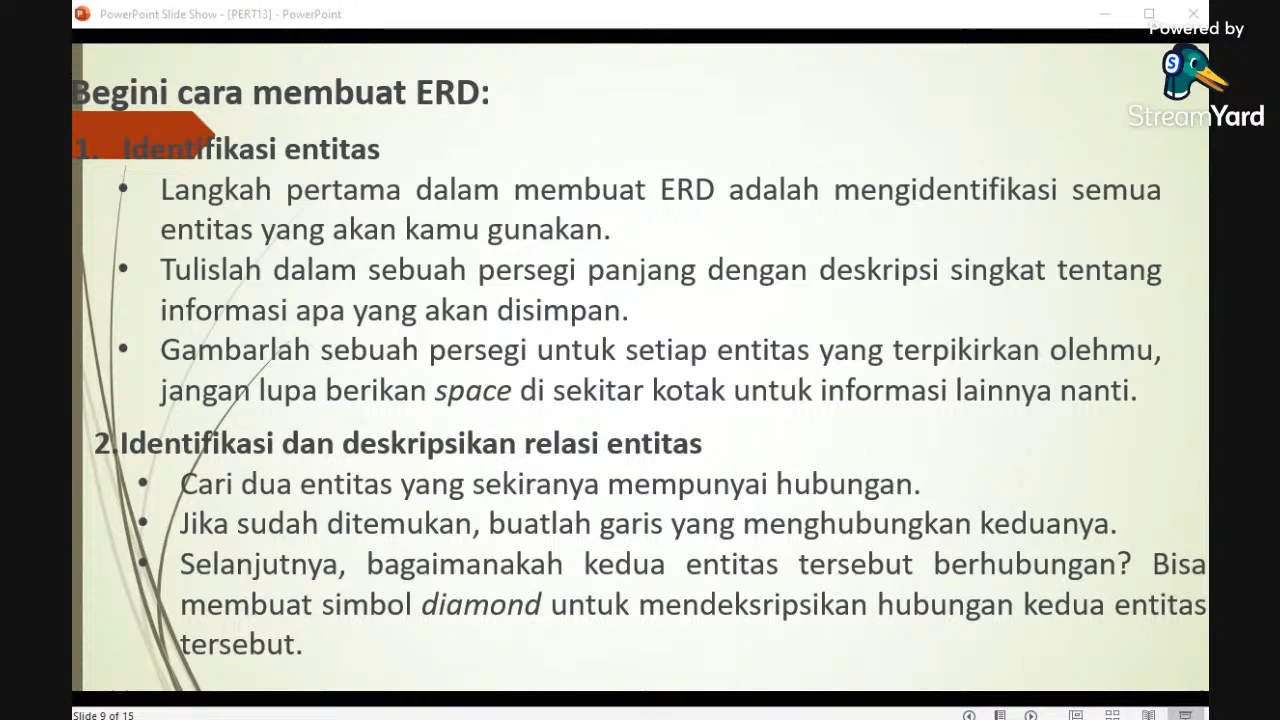 PowerPoint Slide Show - [PERT13] - PowerPoint
Powered by
StreamYard
Begini cara membuat ERD:
1. Identifikasi entitas
• Langkah pertama dalam membuat ERD adalah mengidentifikasi semua
entitas yang akan kamu gunakan.
• Tulislah dalam sebuah persegi panjang dengan deskripsi singkat tentang
informasi apa yang akan disimpan.
• Gambarlah sebuah persegi untuk setiap entitas yang terpikirkan olehmu,
jangan lupa berikan space di sekitar kotak untuk informasi lainnya nanti.
2.Identifikasi dan deskripsikan relasi entitas
• Cari dua entitas yang sekiranya mempunyai hubungan.
• Jika sudah ditemukan, buatlah garis yang menghubungkan keduanya.
• Selanjutnya, bagaimanakah kedua entitas tersebut berhubungan? Bisa
membuat simbol diamond untuk mendeksripsikan hubungan kedua entitas
tersebut.
Slide 9 of 15